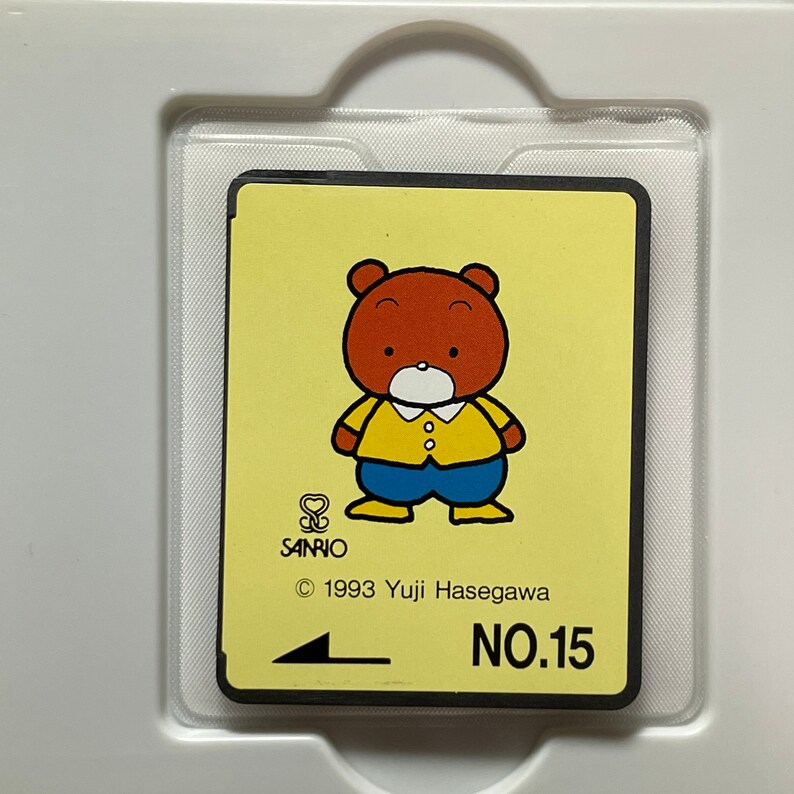 SANRIO
© 1993 Yuji Hasegawa
NO.15